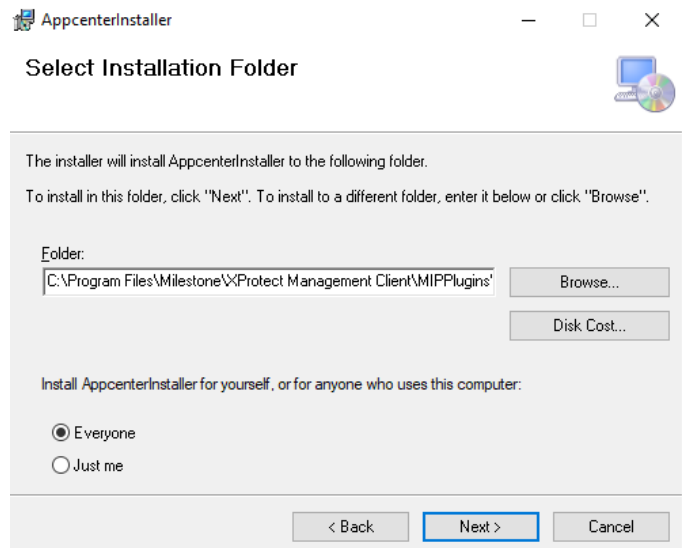 AppcenterInstaller
Select Installation Folder
The installer will install AppcenterInstaller to the following folder.
To install in this folder, click "Next". To install to a different folder, enter it below or click "Browse".
Folder:
C:\Program Files\Milestone\XProtect Management Client\MIPPlugins'
Browse...
Disk Cost...
Install AppcenterInstaller for yourself, or for anyone who uses this computer:
Everyone
Just me
< Back
Next >
Cancel